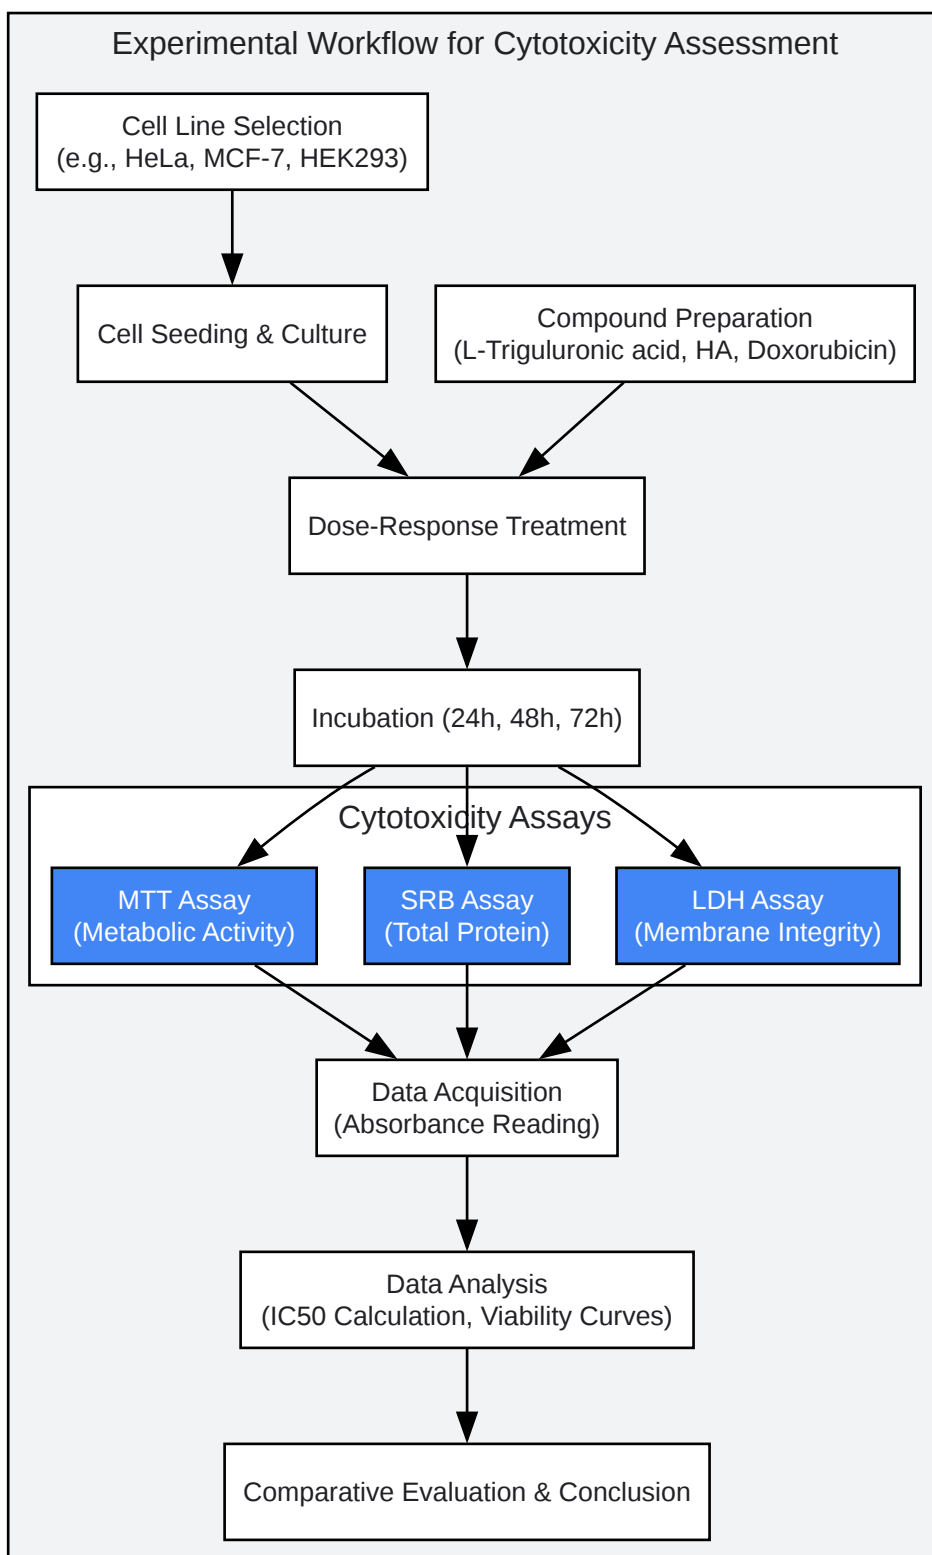 Experimental Workflow for Cytotoxicity Assessment
Cell Line Selection
(e.g., HeLa, MCF-7, HEK293)
Cell Seeding & Culture
Compound Preparation
(L-Triguluronic acid, HA, Doxorubicin)
Dose-Response Treatment
Incubation (24h, 48h, 72h)
Cytotoxicity Assays
MTT Assay
(Metabolic Activity)
SRB Assay
(Total Protein)
LDH Assay
(Membrane Integrity)
Data Acquisition
(Absorbance Reading)
Data Analysis
(IC50 Calculation, Viability Curves)
Comparative Evaluation & Conclusion